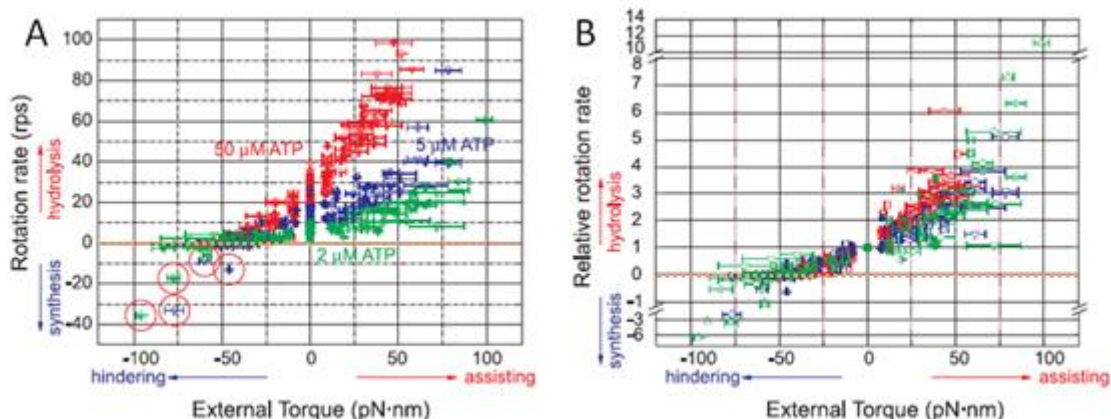 A
Rotation rate (rps)
hydrolysis
synthesis
100
80
60
40
20
0
-20
-40
50 µM ATP
5 µM ATP
2 µM ATP
-100
-50
0
50
100
hindering
assisting
External Torque (pN·nm)
B
Relative rotation rate
hydrolysis
synthesis
14
12
10
8
7
6
5
4
3
2
1
0
-1
-3
-6
-100
-50
0
50
100
hindering
assisting
External Torque (pN·nm)